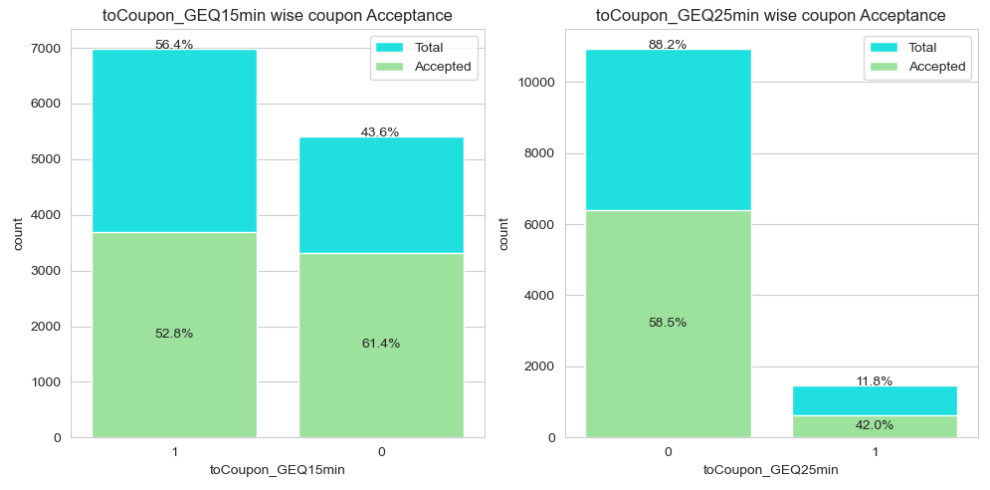 toCoupon_GEQ15min wise coupon Acceptance
56.4%
Total
Accepted
7000
6000
5000
4000
3000
2000
1000
0
count
43.6%
52.8%
61.4%
1
0
toCoupon_GEQ15min
toCoupon_GEQ25min wise coupon Acceptance
88.2%
Total
Accepted
10000
8000
6000
4000
2000
0
count
58.5%
11.8%
42.0%
0
1
toCoupon_GEQ25min